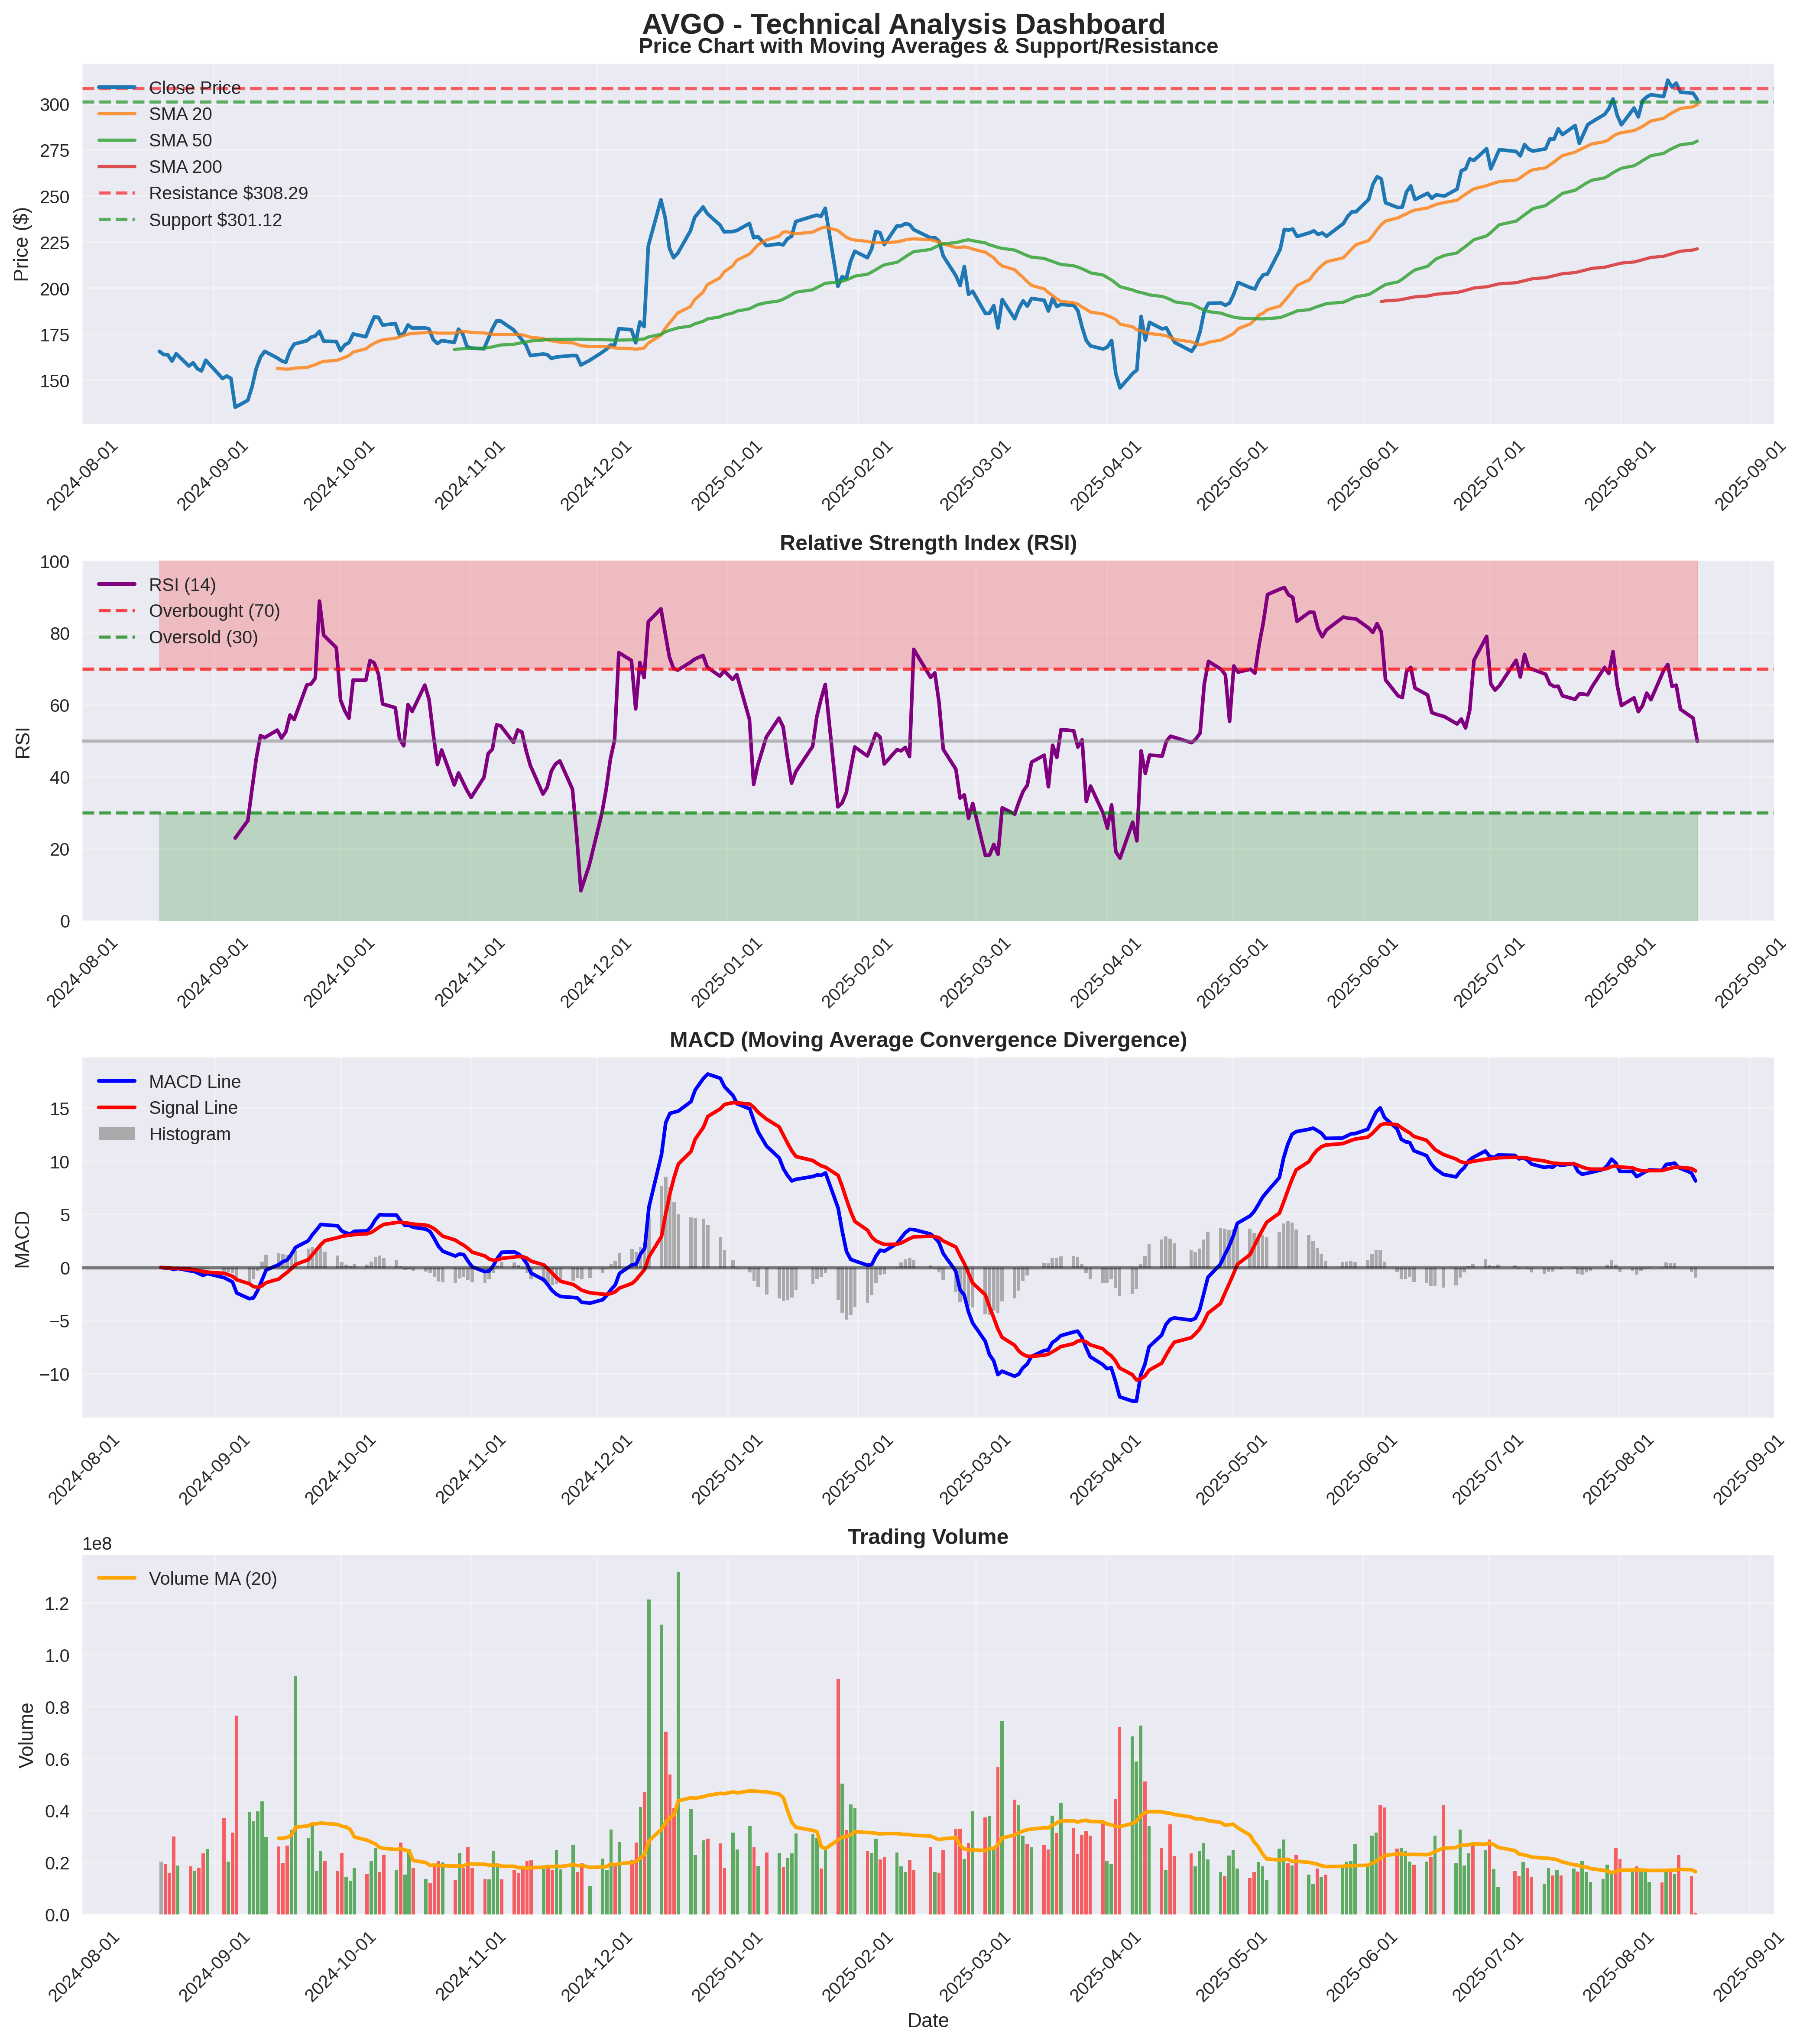 AVGO - Technical Analysis Dashboard
Price Chart with Moving Averages & Support/Resistance
Close Price
SMA 20
SMA 50
SMA 200
Resistance $308.29
Support $301.12
Price ($)
300
275
250
225
200
175
150
2024-08-01 2024-09-01 2024-10-01 2024-11-01 2024-12-01 2025-01-01 2025-02-01 2025-03-01 2025-04-01 2025-05-01 2025-06-01 2025-07-01 2025-08-01 2025-09-01
Relative Strength Index (RSI)
RSI (14)
Overbought (70)
Oversold (30)
RSI
100
80
60
40
20
0
2024-08-01 2024-09-01 2024-10-01 2024-11-01 2024-12-01 2025-01-01 2025-02-01 2025-03-01 2025-04-01 2025-05-01 2025-06-01 2025-07-01 2025-08-01 2025-09-01
MACD (Moving Average Convergence Divergence)
MACD Line
Signal Line
Histogram
MACD
15
10
5
0
−5
−10
2024-08-01 2024-09-01 2024-10-01 2024-11-01 2024-12-01 2025-01-01 2025-02-01 2025-03-01 2025-04-01 2025-05-01 2025-06-01 2025-07-01 2025-08-01 2025-09-01
Trading Volume
1e8
Volume MA (20)
Volume
1.2
1.0
0.8
0.6
0.4
0.2
0.0
2024-08-01 2024-09-01 2024-10-01 2024-11-01 2024-12-01 2025-01-01 2025-02-01 2025-03-01 2025-04-01 2025-05-01 2025-06-01 2025-07-01 2025-08-01 2025-09-01
Date